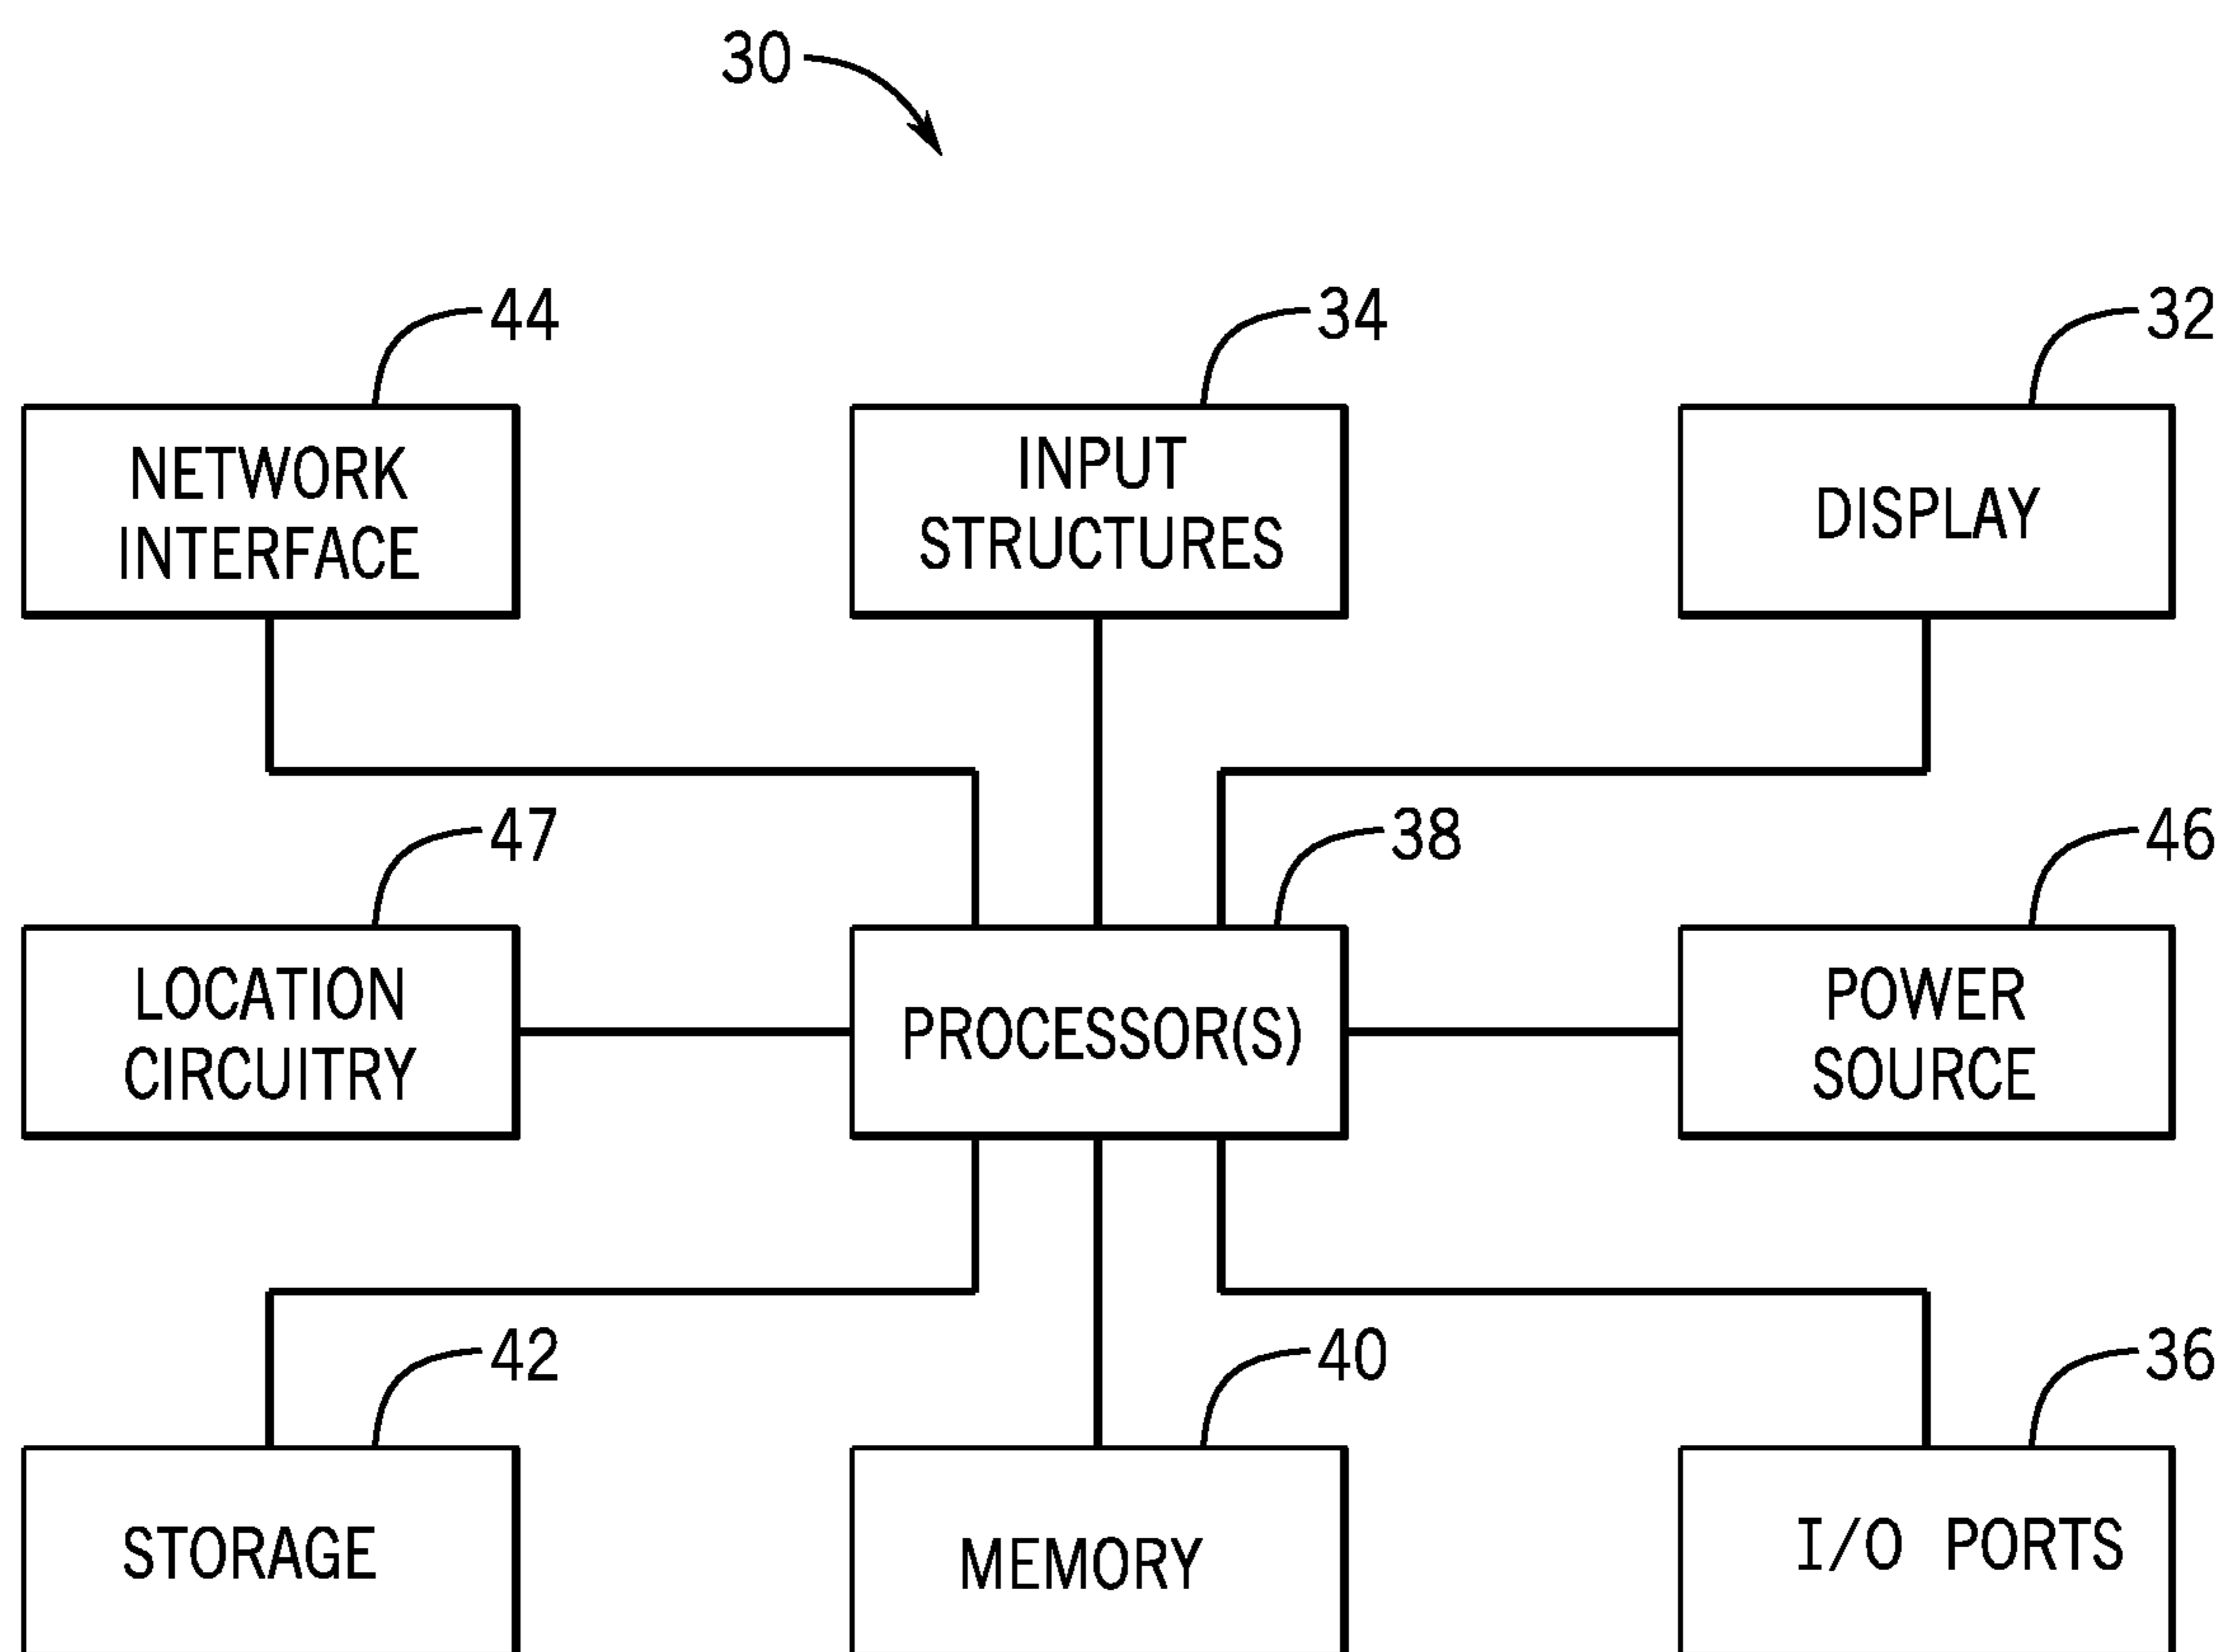 30
44
34
32
NETWORK
INTERFACE
INPUT
STRUCTURES
DISPLAY
47
38
46
LOCATION
CIRCUITRY
PROCESSOR(S)
POWER
SOURCE
42
40
36
STORAGE
MEMORY
I/O PORTS